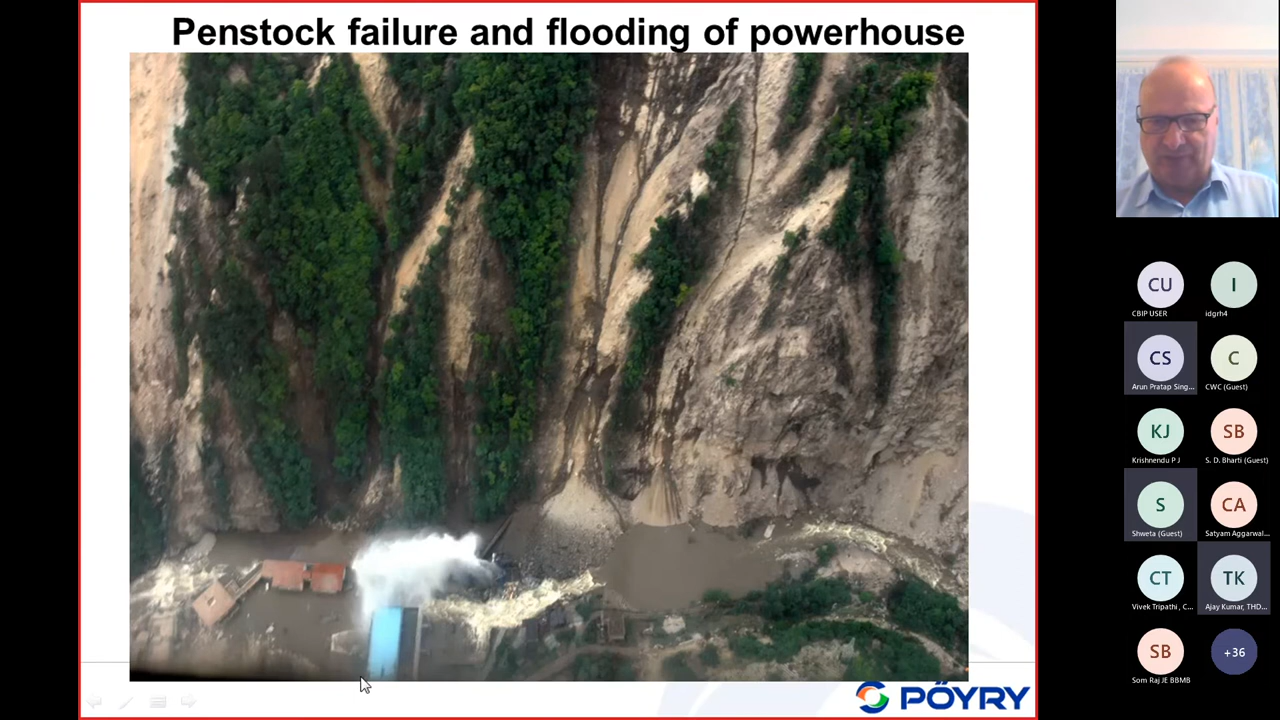 Penstock failure and flooding of powerhouse
PÖYRY
CU
CBIP USER
I
idgrh4
CS
Arun Pratap Sing...
C
CWC (Guest)
KJ
Krishnendu P J
SB
S. D. Bharti (Guest)
S
Shweta (Guest)
CA
Satyam Aggarwal...
CT
Vivek Tripathi , C...
TK
Ajay Kumar, THD...
SB
Som Raj JE BBMB
+36